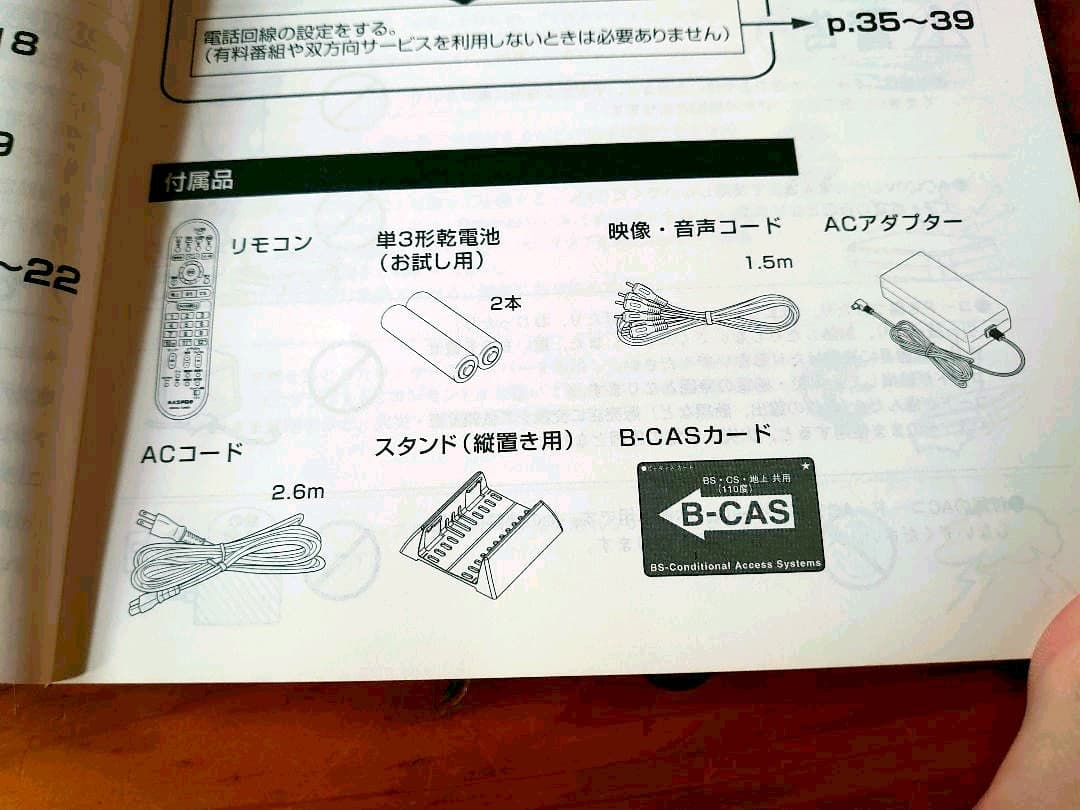 18
電話回線の設定をする。
(有料番組や双方向サービスを利用しないときは必要ありません)
p.35〜39
9
〜22
付属品
リモコン
単3形乾電池
(お試し用)
2本
映像・音声コード
1.5m
ACアダプター
ACコード
2.6m
スタンド(縦置き用)
B-CASカード
BS・CS・地上 共用
(110度)
B-CAS
BS-Conditional Access Systems